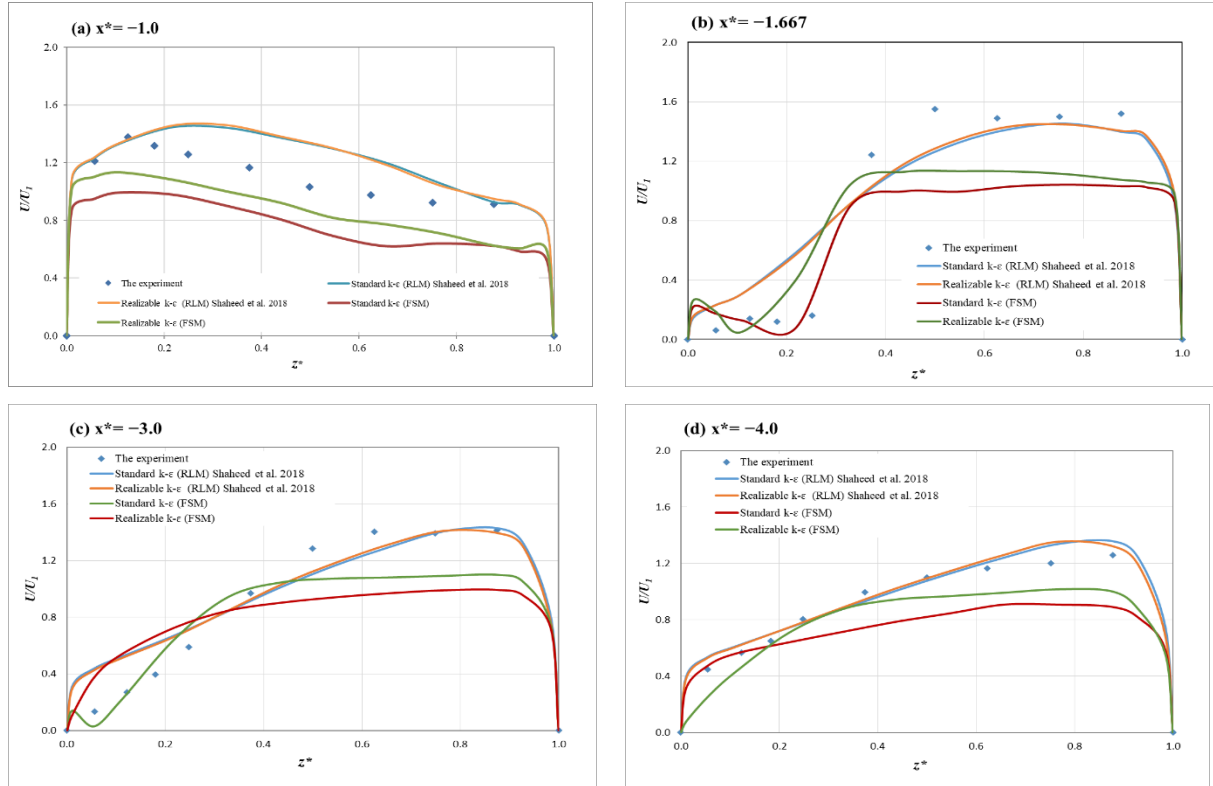 (a) x*= −1.0
2.0
1.6
1.2
0.8
0.4
0.0
U/U1
The experiment
Standard k-ε (RLM) Shaheed et al. 2018
Realizable k-ε (RLM) Shaheed et al. 2018
Standard k-ε (FSM)
Realizable k-ε (FSM)
0.0 0.2 0.4 0.6 0.8 1.0
z*
(b) x*= −1.667
2.0
1.6
1.2
0.8
0.4
0.0
U/U1
The experiment
Standard k-ε (RLM) Shaheed et al. 2018
Realizable k-ε (RLM) Shaheed et al. 2018
Standard k-ε (FSM)
Realizable k-ε (FSM)
0.0 0.2 0.4 0.6 0.8 1.0
z*
(c) x*= −3.0
2.0
1.6
1.2
0.8
0.4
0.0
U/U1
The experiment
Standard k-ε (RLM) Shaheed et al. 2018
Realizable k-ε (RLM) Shaheed et al. 2018
Standard k-ε (FSM)
Realizable k-ε (FSM)
0.0 0.2 0.4 0.6 0.8 1.0
z*
(d) x*= −4.0
2.0
1.6
1.2
0.8
0.4
0.0
U/U1
The experiment
Standard k-ε (RLM) Shaheed et al. 2018
Realizable k-ε (RLM) Shaheed et al. 2018
Standard k-ε (FSM)
Realizable k-ε (FSM)
0.0 0.2 0.4 0.6 0.8 1.0
z*